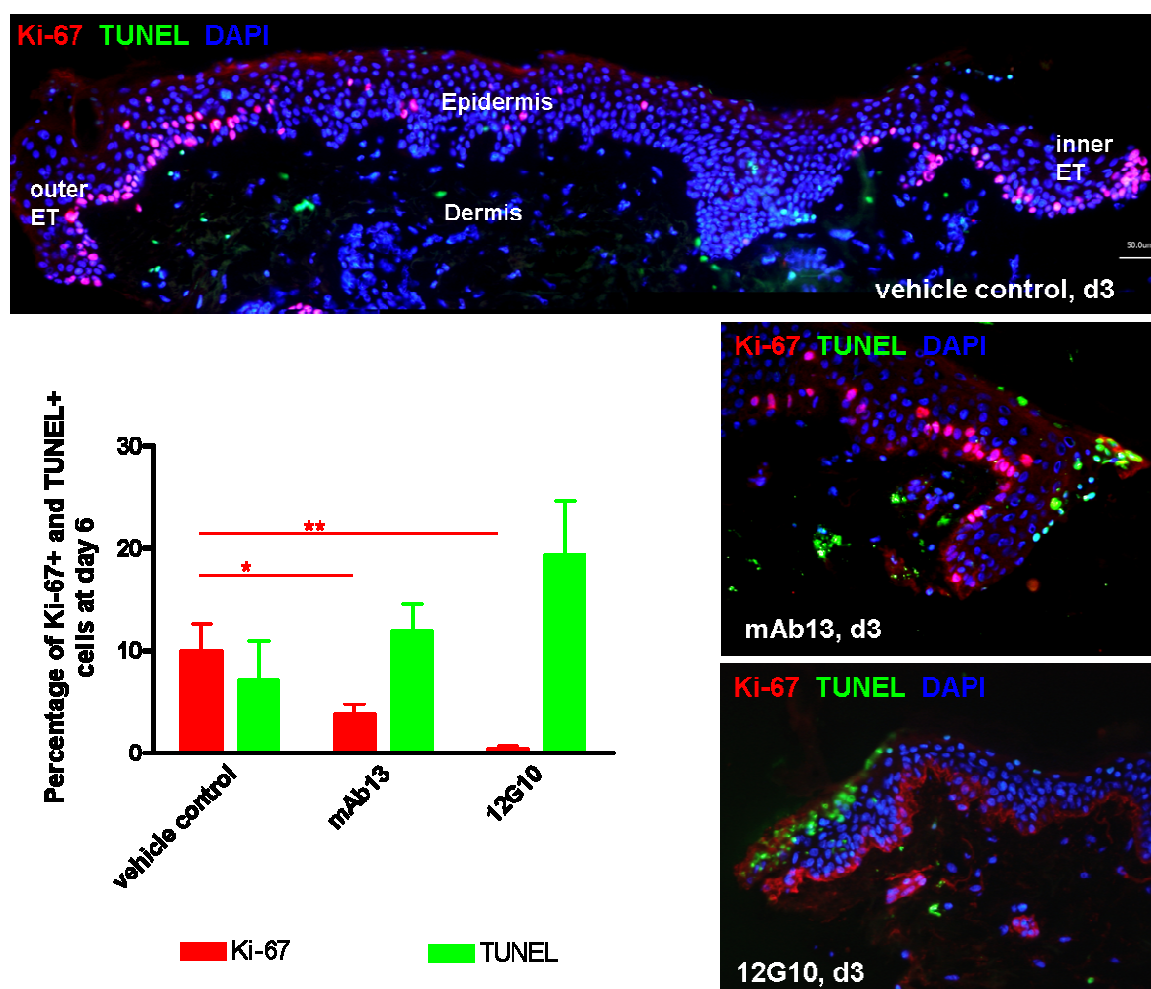 Ki-67 TUNEL DAPI
Epidermis
outer
ET
inner
ET
Dermis
50.0um
vehicle control, d3
Percentage of Ki-67+ and TUNEL+
cells at day 6
30
20
10
0
**
*
vehicle control
mAb13
12G10
Ki-67
TUNEL
Ki-67 TUNEL DAPI
mAb13, d3
Ki-67 TUNEL DAPI
12G10, d3